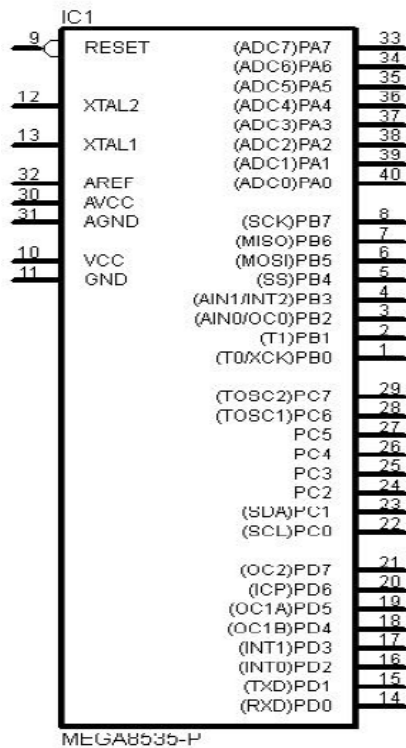 IC1
9 RESET (ADC7)PA7 33
(ADC6)PA6 34
(ADC5)PA5 35
12 XTAL2 (ADC4)PA4 36
(ADC3)PA3 37
13 XTAL1 (ADC2)PA2 38
(ADC1)PA1 39
32 AREF (ADC0)PA0 40
30 AVCC
31 AGND (SCK)PB7 8
(MISO)PB6 7
10 VCC (MOSI)PB5 6
11 GND (SS)PB4 5
(AIN1/INT2)PB3 4
(AIN0/OC0)PB2 3
(T1)PB1 2
(T0/XCK)PB0 1
(TOSC2)PC7 29
(TOSC1)PC6 28
PC5 27
PC4 26
PC3 25
PC2 24
(SDA)PC1 23
(SCL)PC0 22
(OC2)PD7 21
(ICP)PD6 20
(OC1A)PD5 19
(OC1B)PD4 18
(INT1)PD3 17
(INT0)PD2 16
(TXD)PD1 15
(RXD)PD0 14
MEGA8535-P